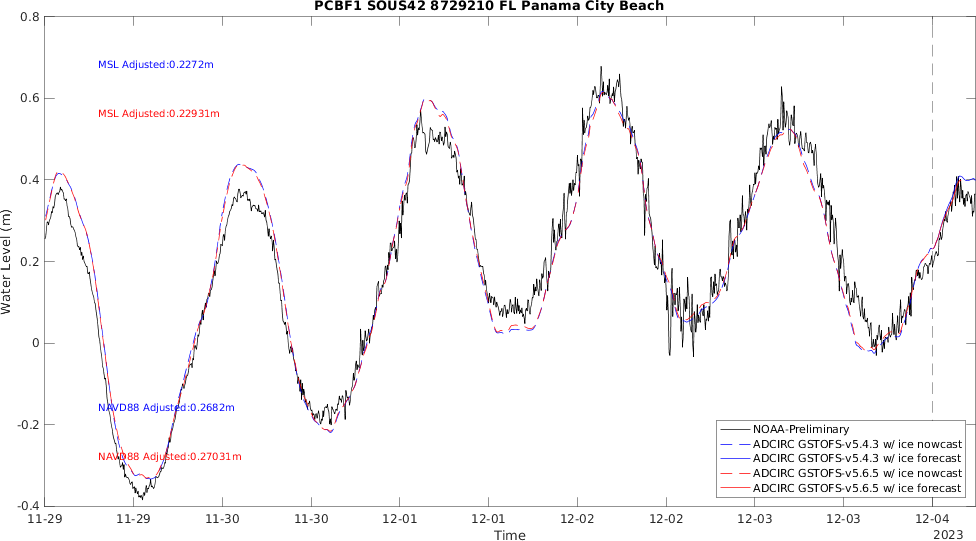 PCBF1 SOUS42 8729210 FL Panama City Beach
0.8
0.6
0.4
0.2
0
-0.2
-0.4
Water Level (m)
MSL Adjusted:0.2272m
MSL Adjusted:0.22931m
NAVD88 Adjusted:0.2682m
NAVD88 Adjusted:0.27031m
NOAA-Preliminary
ADCIRC GSTOFS-v5.4.3 w/ ice nowcast
ADCIRC GSTOFS-v5.4.3 w/ ice forecast
ADCIRC GSTOFS-v5.6.5 w/ ice nowcast
ADCIRC GSTOFS-v5.6.5 w/ ice forecast
11-29 11-29 11-30 11-30 12-01 12-01 12-02 12-02 12-03 12-03 12-04
Time
2023